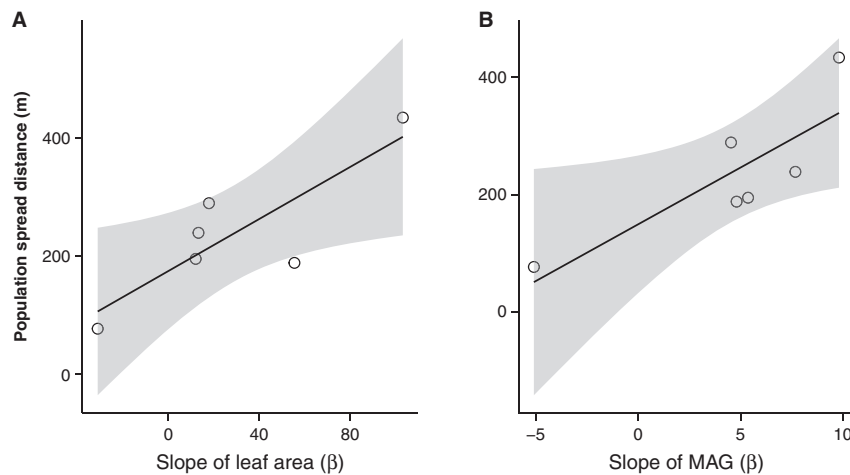 A
B
Population spread distance (m)
400
200
0
0
40
80
Slope of leaf area (β)
400
200
0
−5
0
5
10
Slope of MAG (β)